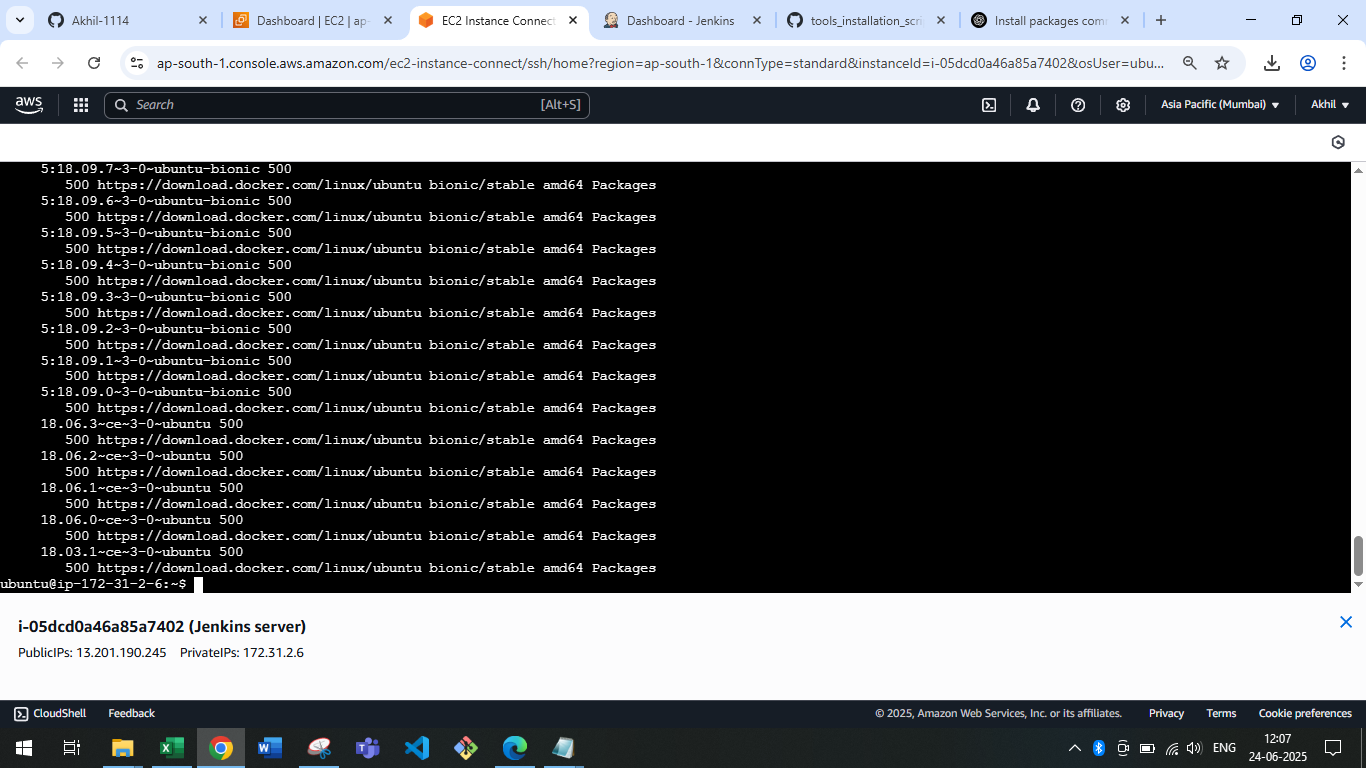 Akhil-1114
Dashboard | EC2 | ap-
EC2 Instance Connect
Dashboard - Jenkins
tools_installation_scri
Install packages com
ap-south-1.console.aws.amazon.com/ec2-instance-connect/ssh/home?region=ap-south-1&connType=standard&instanceId=i-05dcd0a46a85a7402&osUser=ubu...
aws
Search
[Alt+S]
Asia Pacific (Mumbai)
Akhil
5:18.09.7~3-0~ubuntu-bionic 500
500 https://download.docker.com/linux/ubuntu bionic/stable amd64 Packages
5:18.09.6~3-0~ubuntu-bionic 500
500 https://download.docker.com/linux/ubuntu bionic/stable amd64 Packages
5:18.09.5~3-0~ubuntu-bionic 500
500 https://download.docker.com/linux/ubuntu bionic/stable amd64 Packages
5:18.09.4~3-0~ubuntu-bionic 500
500 https://download.docker.com/linux/ubuntu bionic/stable amd64 Packages
5:18.09.3~3-0~ubuntu-bionic 500
500 https://download.docker.com/linux/ubuntu bionic/stable amd64 Packages
5:18.09.2~3-0~ubuntu-bionic 500
500 https://download.docker.com/linux/ubuntu bionic/stable amd64 Packages
5:18.09.1~3-0~ubuntu-bionic 500
500 https://download.docker.com/linux/ubuntu bionic/stable amd64 Packages
5:18.09.0~3-0~ubuntu-bionic 500
500 https://download.docker.com/linux/ubuntu bionic/stable amd64 Packages
18.06.3~ce~3-0~ubuntu 500
500 https://download.docker.com/linux/ubuntu bionic/stable amd64 Packages
18.06.2~ce~3-0~ubuntu 500
500 https://download.docker.com/linux/ubuntu bionic/stable amd64 Packages
18.06.1~ce~3-0~ubuntu 500
500 https://download.docker.com/linux/ubuntu bionic/stable amd64 Packages
18.06.0~ce~3-0~ubuntu 500
500 https://download.docker.com/linux/ubuntu bionic/stable amd64 Packages
18.03.1~ce~3-0~ubuntu 500
500 https://download.docker.com/linux/ubuntu bionic/stable amd64 Packages
ubuntu@ip-172-31-2-6:~$
i-05dcd0a46a85a7402 (Jenkins server)
PublicIPs: 13.201.190.245 PrivateIPs: 172.31.2.6
CloudShell
Feedback
© 2025, Amazon Web Services, Inc. or its affiliates.
Privacy
Terms
Cookie preferences
ENG
12:07
24-06-2025